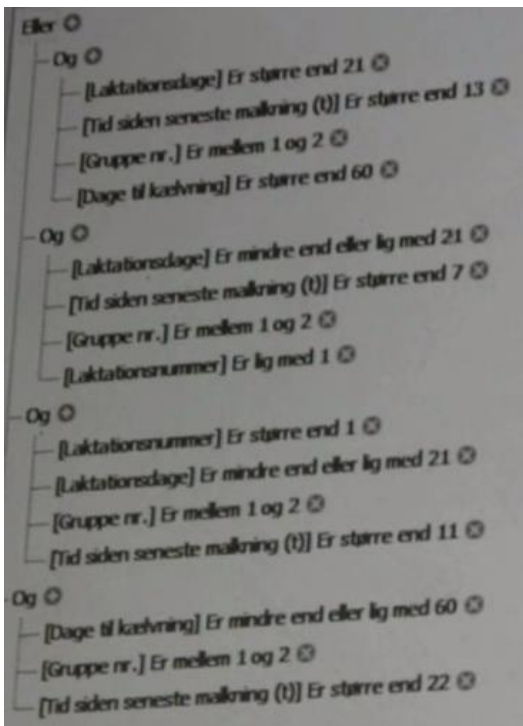 Eller
Og
[Laktationsdage] Er større end 21
[Tid siden seneste malkning (t)] Er større end 13
[Gruppe nr.] Er mellem 1 og 2
[Dage til kælvning] Er større end 60
Og
[Laktationsdage] Er mindre end eller lig med 21
[Tid siden seneste malkning (t)] Er større end 7
[Gruppe nr.] Er mellem 1 og 2
[Laktationsnummer] Er lig med 1
Og
[Laktationsnummer] Er større end 1
[Laktationsdage] Er mindre end eller lig med 21
[Gruppe nr.] Er mellem 1 og 2
[Tid siden seneste malkning (t)] Er større end 11
Og
[Dage til kælvning] Er mindre end eller lig med 60
[Gruppe nr.] Er mellem 1 og 2
[Tid siden seneste malkning (t)] Er større end 22